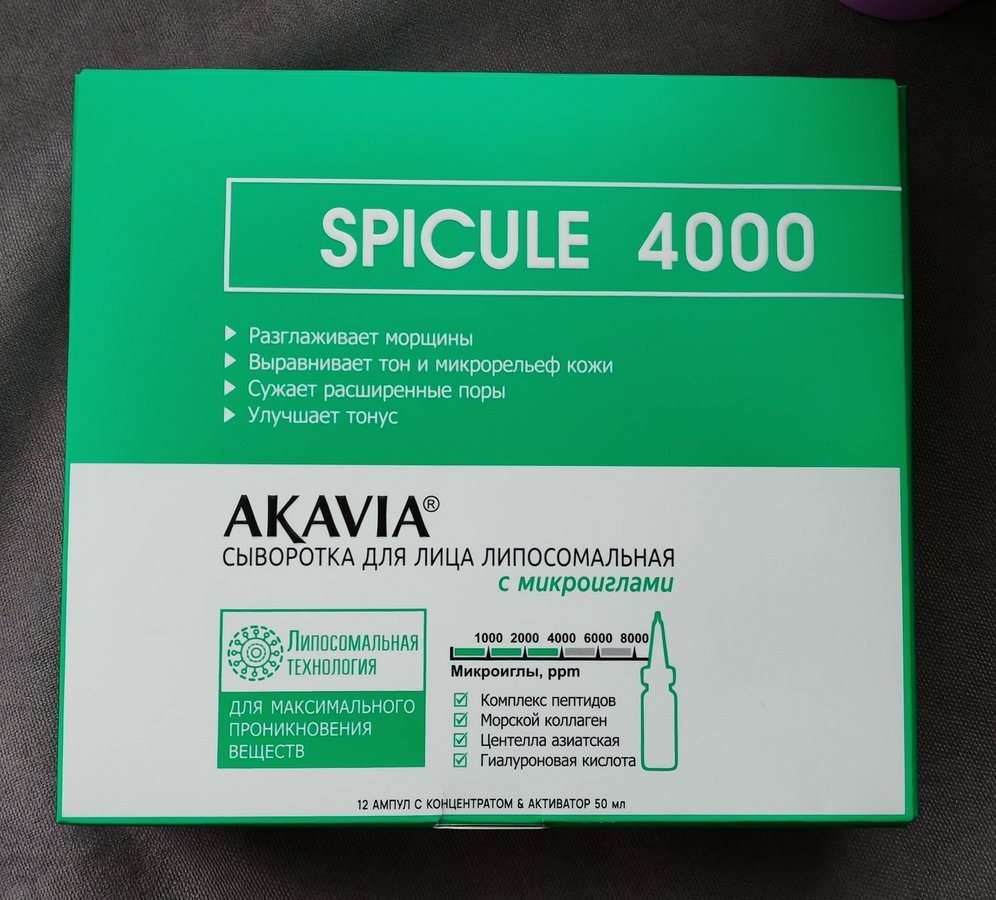 SPICULE 4000
Разглаживает морщины
Выравнивает тон и микрорельеф кожи
Сужает расширенные поры
Улучшает тонус
AKAVIA®
СЫВОРОТКА ДЛЯ ЛИЦА ЛИПОСОМАЛЬНАЯ
с микроиглами
ЛИПОСОМАЛЬНАЯ
ТЕХНОЛОГИЯ
ДЛЯ МАКСИМАЛЬНОГО
ПРОНИКНОВЕНИЯ
ВЕЩЕСТВ
1000 2000 4000 6000 8000
Микроиглы, ppm
Комплекс пептидов
Морской коллаген
Центелла азиатская
Гиалуроновая кислота
12 АМПУЛ С КОНЦЕНТРАТОМ & АКТИВАТОР 50 мл